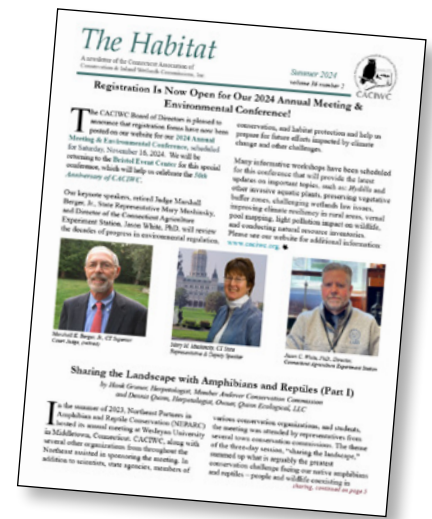 The Habitat
A newsletter of the Connecticut Association of
Conservation & Inland Wetlands Commissions, Inc.
Summer 2024
volume 36 number 2
CACIWC
Registration Is Now Open for Our 2024 Annual Meeting &
Environmental Conference!
The CACIWC Board of Directors is pleased to
announce that registration forms have now been
posted on our website for our 2024 Annual
Meeting & Environmental Conference, scheduled
for Saturday, November 16, 2024. We will be
returning to the Bristol Event Center for this special
conference, which will help us celebrate the 50th
Anniversary of CACIWC.
Our keynote speakers, retired Judge Marshall
Berger, Jr., State Representative Mary Mushinsky,
and Director of the Connecticut Agriculture
Experiment Station, Jason White, PhD, will review
the decades of progress in environmental regulation,
conservation, and habitat protection and help us
prepare for future efforts impacted by climate
change and other challenges.
Many informative workshops have been scheduled
for this conference that will provide the latest
updates on important topics, such as: Hydrilla and
other invasive aquatic plants, preserving vegetative
buffer zones, challenging wetlands law issues,
improving climate resiliency in rural areas, vernal
pool mapping, light pollution impact on wildlife,
and conducting natural resource inventories.
Please see our website for additional information
www.caciwc.org.
Marshall K. Berger, Jr., CT Superior
Court Judge, (retired)
Mary M. Mushinsky, CT State
Representative & Deputy Speaker
Jason C. White, PhD, Director,
Connecticut Agriculture Experiment Station
Sharing the Landscape with Amphibians and Reptiles (Part I)
by Hank Gruner, Herpetologist, Member Andover Conservation Commission
and Dennis Quinn, Herpetologist, Owner, Quinn Ecological, LLC
In the summer of 2023, Northeast Partners in
Amphibian and Reptile Conservation (NEPARC)
hosted its annual meeting at Wesleyan University
in Middletown, Connecticut. CACIWC, along with
several other organizations from throughout the
Northeast assisted in sponsoring the meeting. In
addition to scientists, state agencies, members of
various conservation organizations, and students,
the meeting was attended by representatives from
several town conservation commissions. The theme
of the three-day session, "sharing the landscape,"
summed up what is arguably the greatest
conservation challenge facing our native amphibians
and reptiles – people and wildlife coexisting in
sharing, continued on page 3